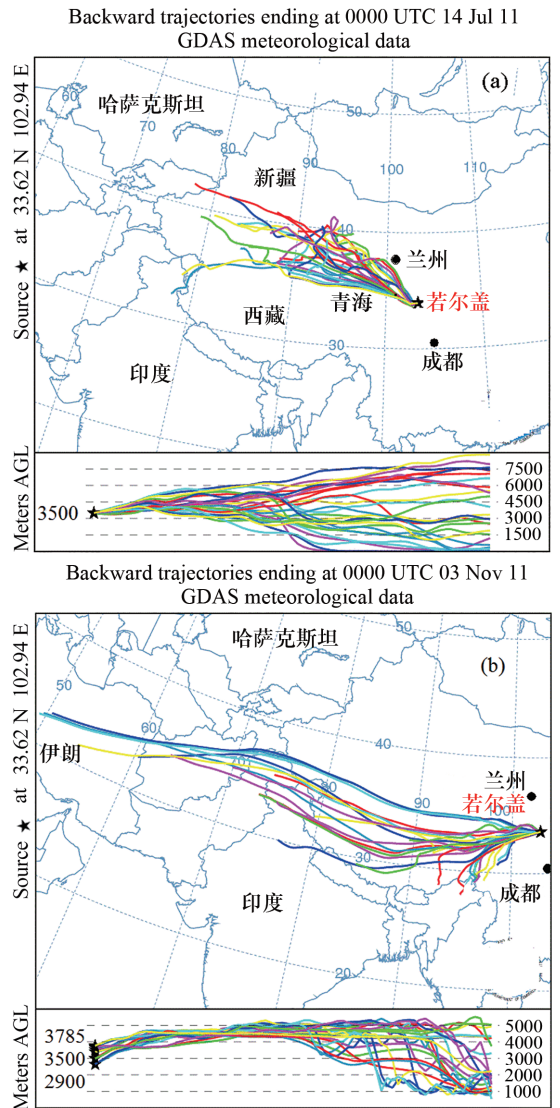 Backward trajectories ending at 0000 UTC 14 Jul 11
GDAS meteorological data
Source ★ at 33.62 N 102.94 E
(a)
60
哈萨克斯坦
70
80
90
100
110
新疆
40
兰州
青海
若尔盖
西藏
30
成都
印度
Meters AGL
3500
7500
6000
4500
3000
1500
Backward trajectories ending at 0000 UTC 03 Nov 11
GDAS meteorological data
Source ★ at 33.62 N 102.94 E
哈萨克斯坦
50
(b)
50
60
40
伊朗
80
兰州
90
若尔盖
100
30
成都
印度
20
Meters AGL
3785
3500
2900
5000
4000
3000
2000
1000